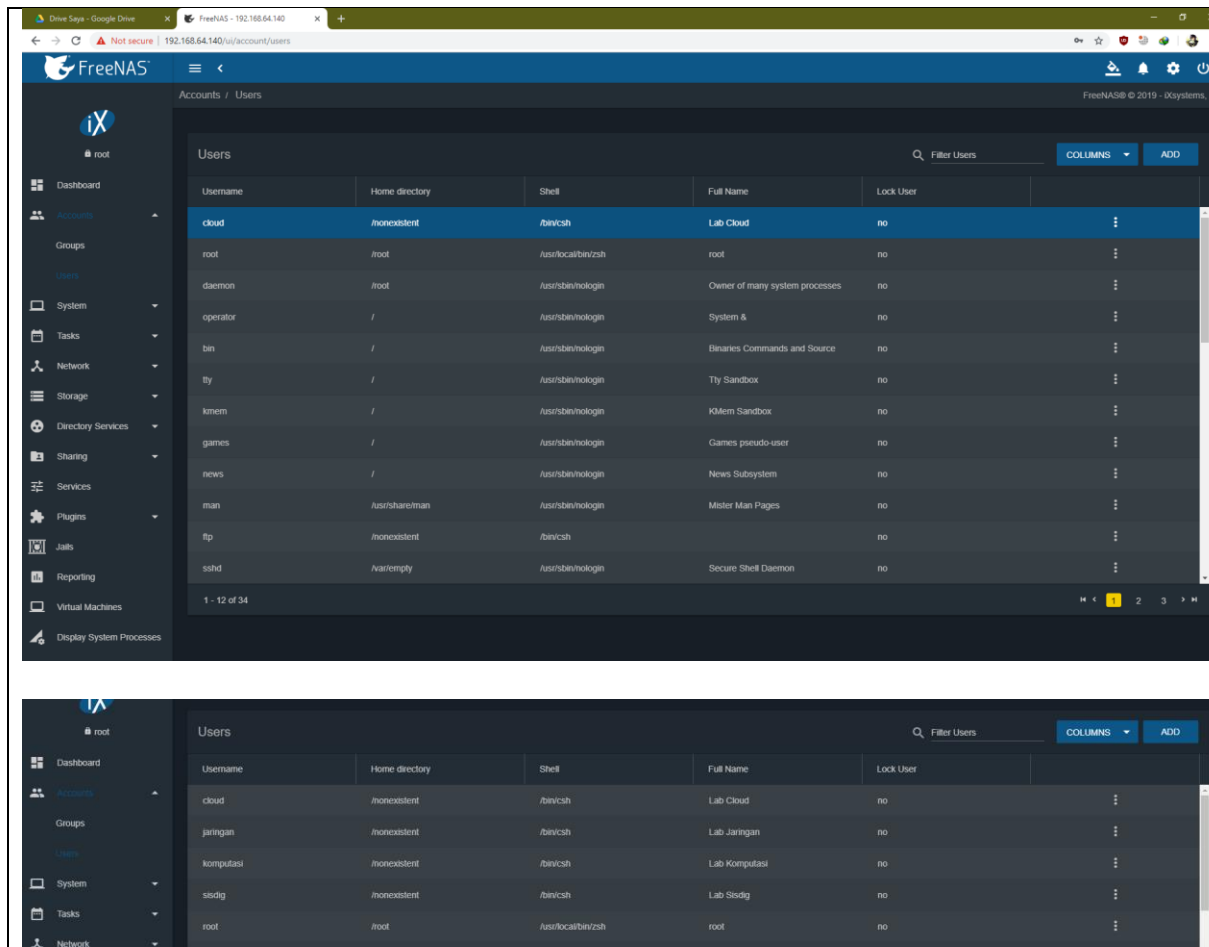 Drive Saya - Google Drive × FreeNAS - 192.168.64.140 × +
Not secure | 192.168.64.140/ui/account/users
FreeNAS®
Accounts / Users FreeNAS® © 2019 - iXsystems,
iX
root
Users Filter Users COLUMNS ADD
Dashboard
Username Home directory Shell Full Name Lock User
Accounts
cloud /nonexistent /bin/csh Lab Cloud no
Groups
root /root /usr/local/bin/zsh root no
Users
daemon /root /usr/sbin/nologin Owner of many system processes no
System
operator / /usr/sbin/nologin System & no
Tasks
bin / /usr/sbin/nologin Binaries Commands and Source no
Network
tty / /usr/sbin/nologin Tty Sandbox no
Storage
kmem / /usr/sbin/nologin KMem Sandbox no
Directory Services
games / /usr/sbin/nologin Games pseudo-user no
Sharing
news / /usr/sbin/nologin News Subsystem no
Services
man /usr/share/man /usr/sbin/nologin Mister Man Pages no
Plugins
ftp /nonexistent /bin/csh no
Jails
sshd /var/empty /usr/sbin/nologin Secure Shell Daemon no
Reporting
1 - 12 of 34 1 2 3
Virtual Machines
Display System Processes
iX
root
Users Filter Users COLUMNS ADD
Dashboard
Username Home directory Shell Full Name Lock User
Accounts
cloud /nonexistent /bin/csh Lab Cloud no
Groups
jaringan /nonexistent /bin/csh Lab Jaringan no
Users
komputasi /nonexistent /bin/csh Lab Komputasi no
System
sisdig /nonexistent /bin/csh Lab Sisdig no
Tasks
root /root /usr/local/bin/zsh root no
Network